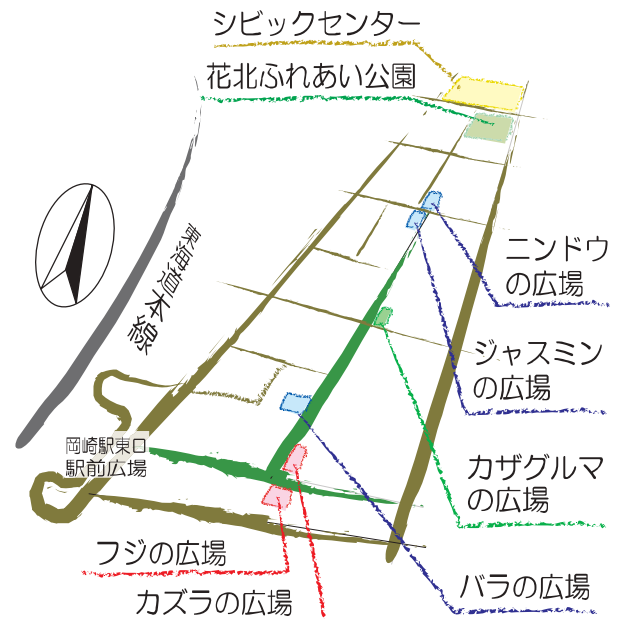 シビックセンター
花北ふれあい公園
東海道本線
ニンドウ
の広場
ジャスミン
の広場
岡崎駅東口
駅前広場
カザグルマ
の広場
フジの広場
カズラの広場
バラの広場